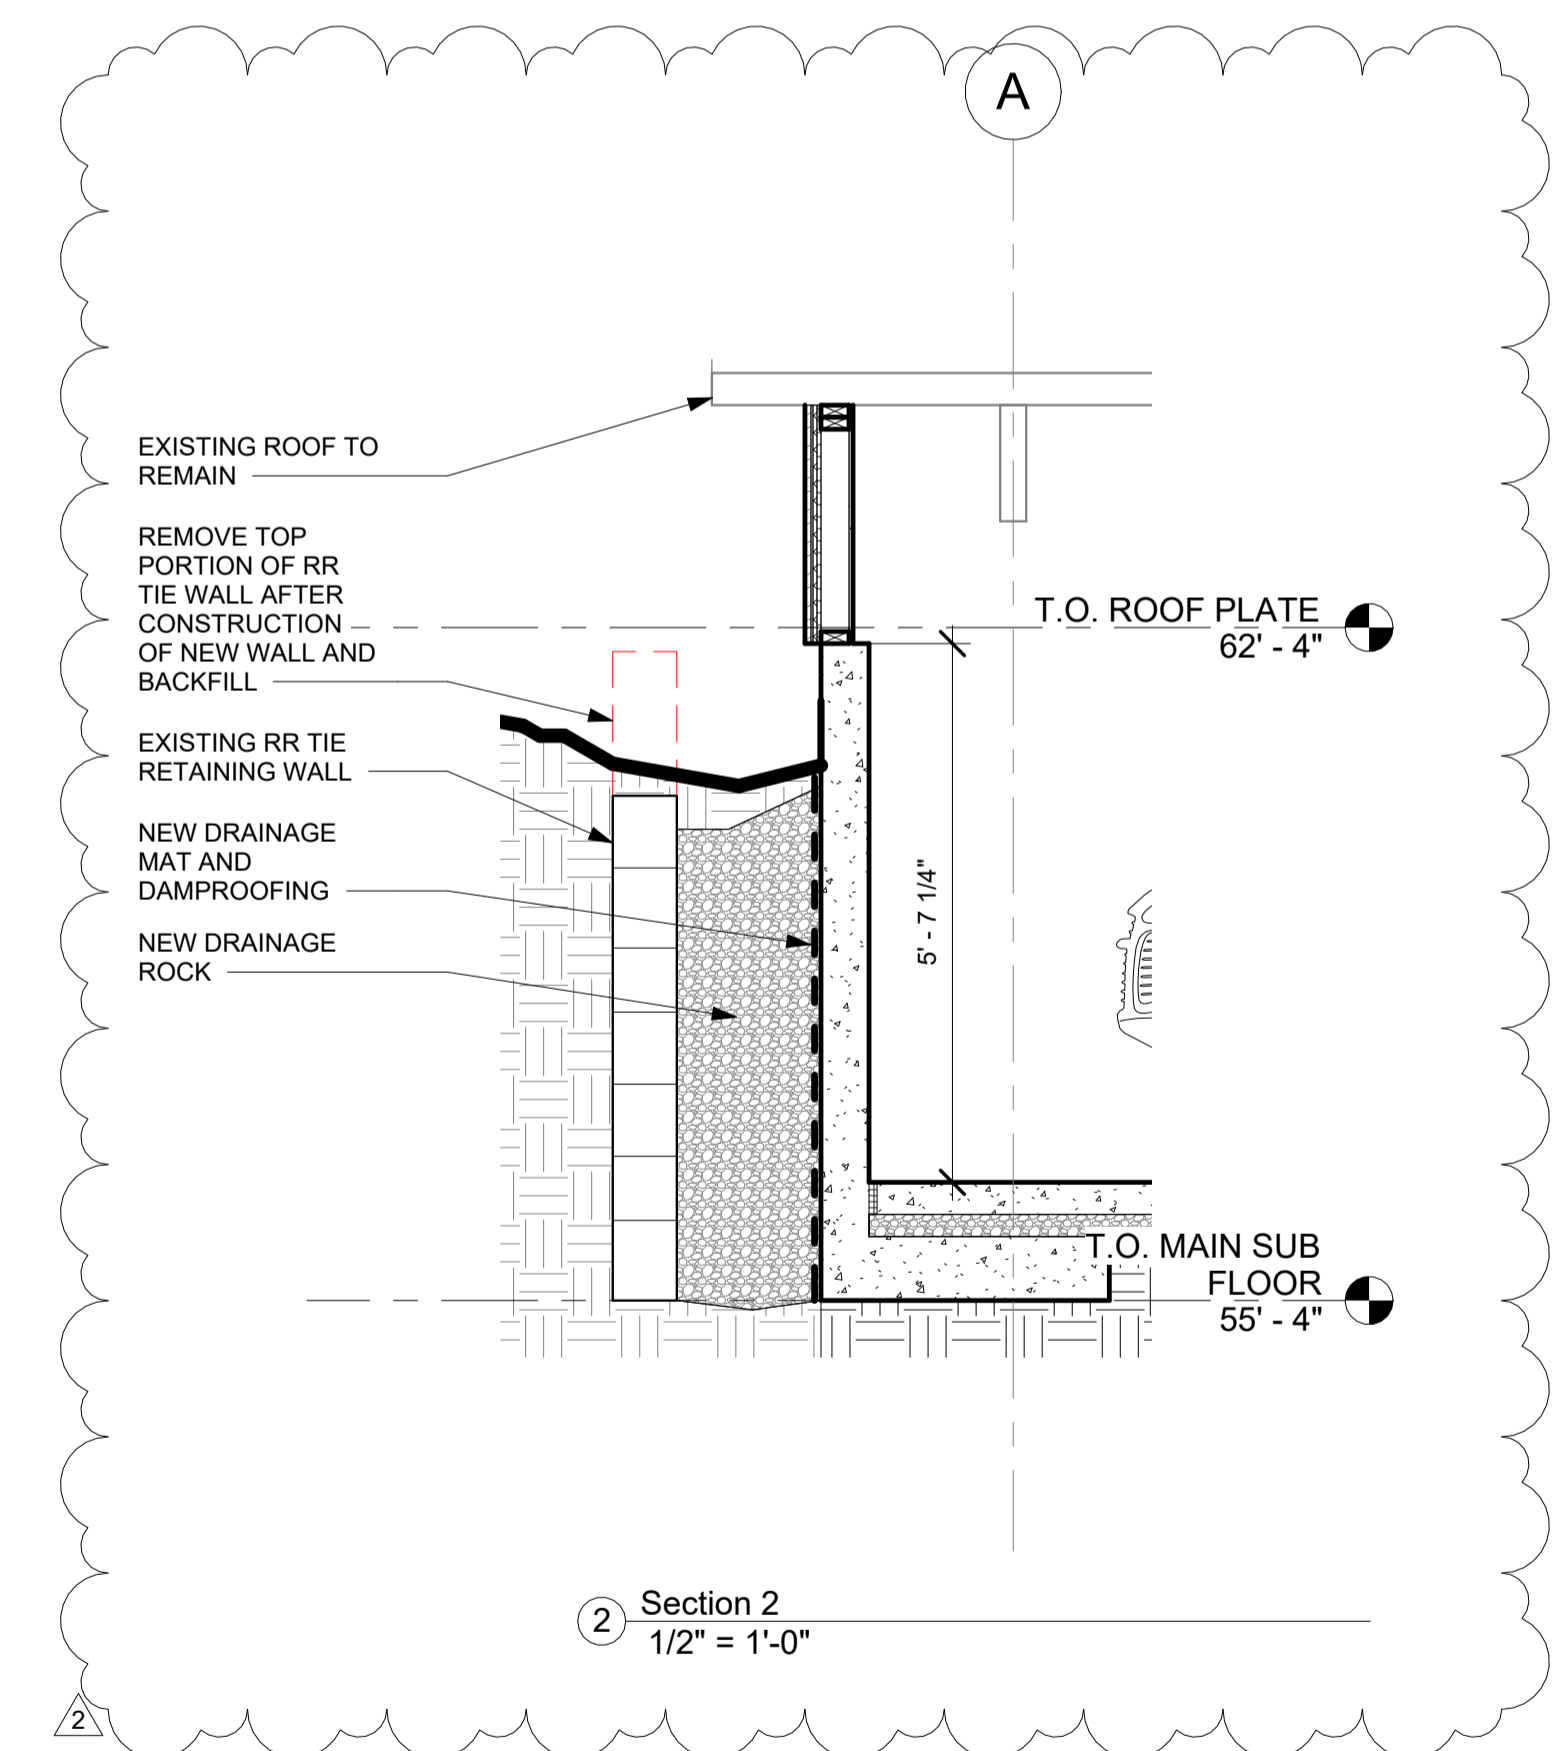 A
EXISTING ROOF TO
REMAIN
REMOVE TOP
PORTION OF RR
TIE WALL AFTER
CONSTRUCTION
OF NEW WALL AND
BACKFILL
EXISTING RR TIE
RETAINING WALL
NEW DRAINAGE
MAT AND
DAMPROOFING
NEW DRAINAGE
ROCK
T.O. ROOF PLATE
62' - 4"
5' - 7 1/4"
T.O. MAIN SUB
FLOOR
55' - 4"
2
Section 2
1/2" = 1'-0"
2